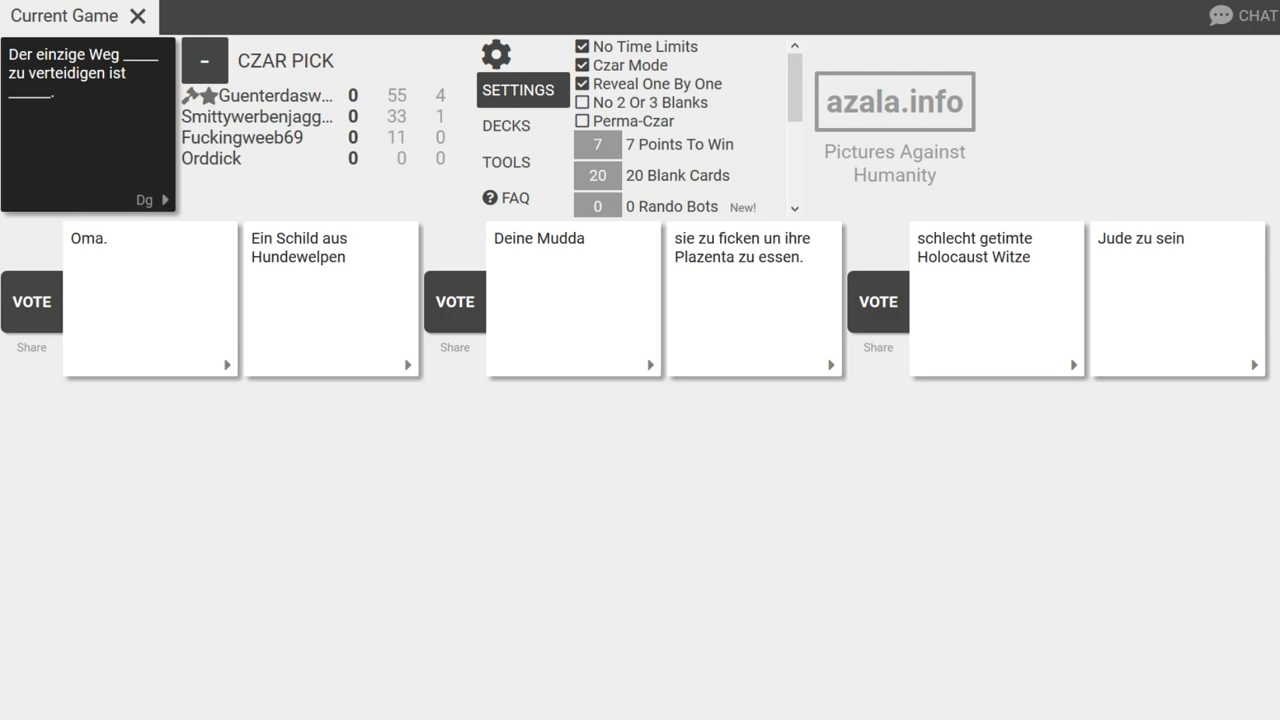 Current Game
CHAT
Der einzige Weg _____
zu verteidigen ist
_____.
Dg
-
CZAR PICK
Guenterdasw... 0 55 4
Smittywerbenjagg... 0 33 1
Fuckingweeb69 0 11 0
Orddick 0 0 0
SETTINGS
DECKS
TOOLS
? FAQ
No Time Limits
Czar Mode
Reveal One By One
No 2 Or 3 Blanks
Perma-Czar
7 7 Points To Win
20 20 Blank Cards
0 0 Rando Bots New!
azala.info
Pictures Against
Humanity
VOTE
Share
Oma.
Ein Schild aus
Hundewelpen
VOTE
Share
Deine Mudda
sie zu ficken un ihre
Plazenta zu essen.
VOTE
Share
schlecht getimte
Holocaust Witze
Jude zu sein